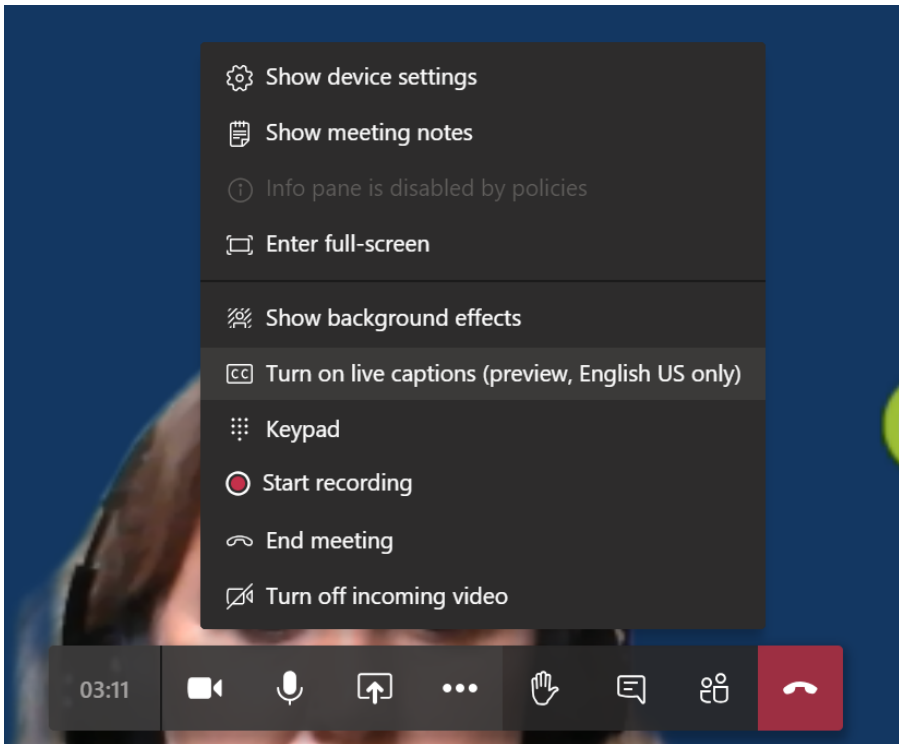 Show device settings
Show meeting notes
Info pane is disabled by policies
Enter full-screen
Show background effects
CC Turn on live captions (preview, English US only)
Keypad
Start recording
End meeting
Turn off incoming video
03:11